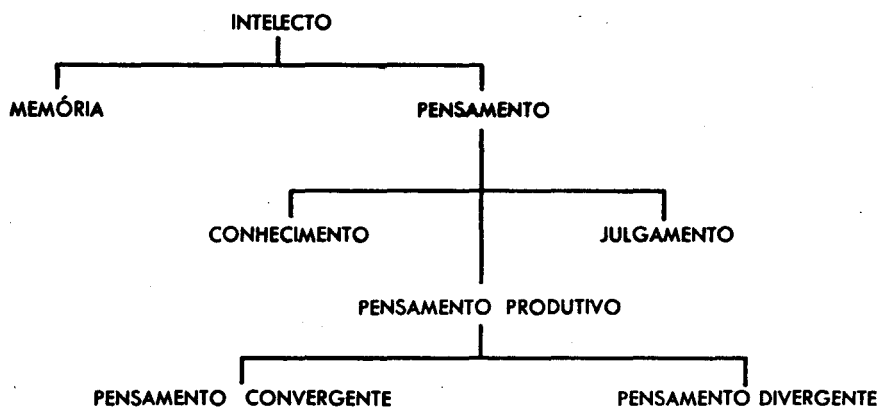 INTELECTO
MEMÓRIA PENSAMENTO
CONHECIMENTO JULGAMENTO
PENSAMENTO PRODUTIVO
PENSAMENTO CONVERGENTE PENSAMENTO DIVERGENTE